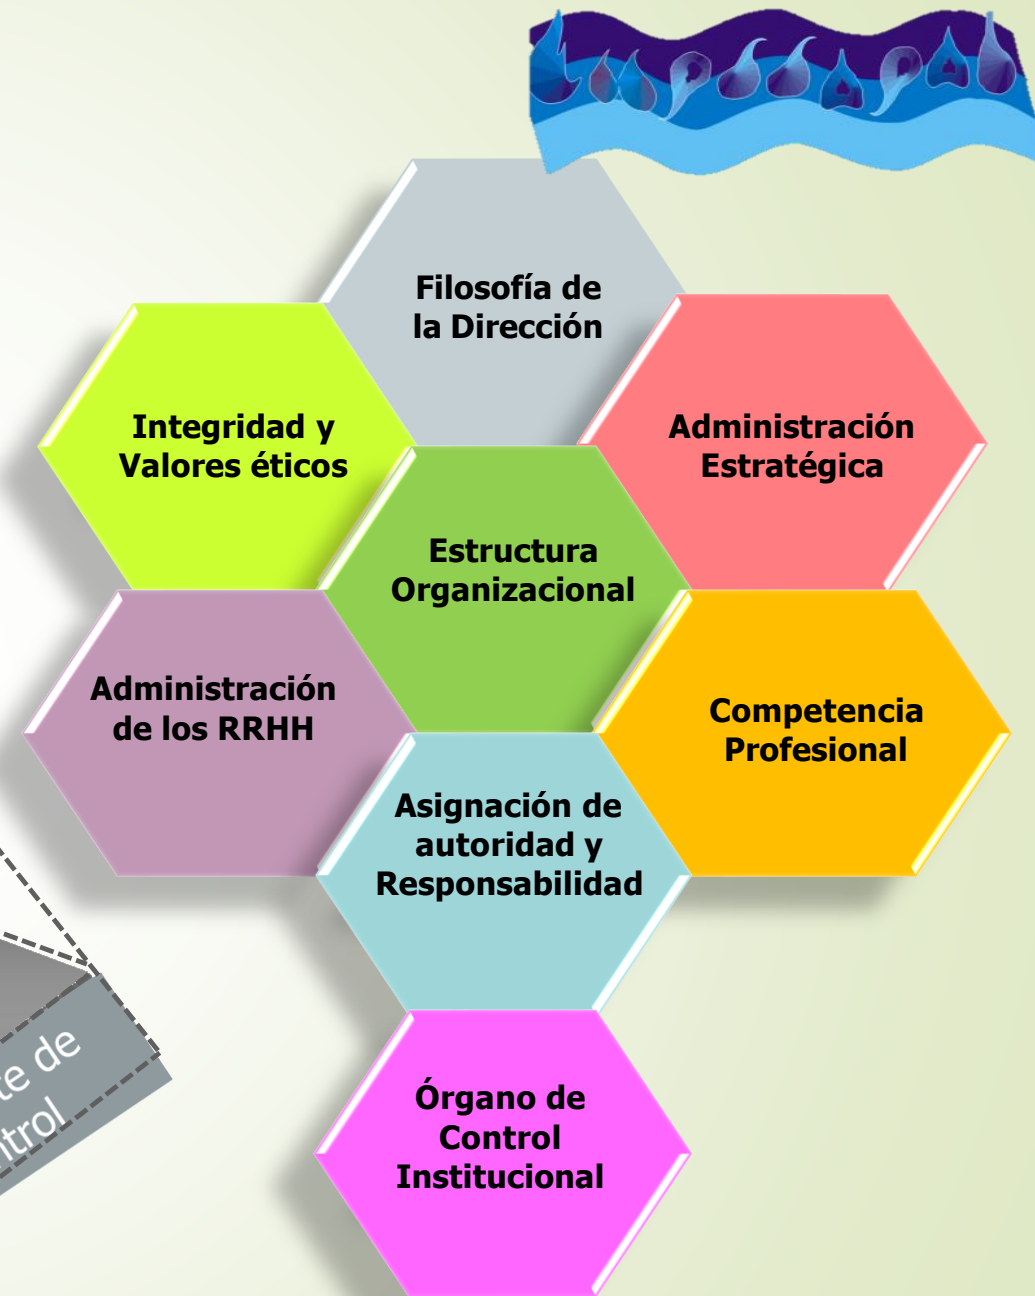 Filosofía de
la Dirección
Integridad y
Valores éticos
Administración
Estratégica
Estructura
Organizacional
Administración
de los RRHH
Competencia
Profesional
Asignación de
autoridad y
Responsabilidad
Órgano de
Control
Institucional
de